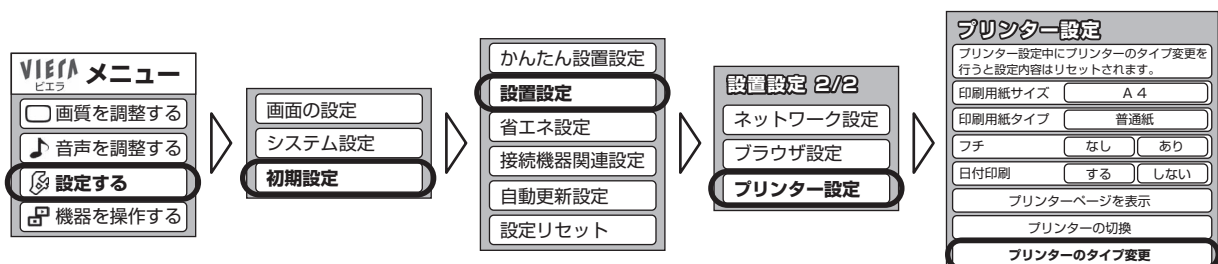 VIERA メニュー
ビエラ
画質を調整する
音声を調整する
設定する
機器を操作する
画面の設定
システム設定
初期設定
かんたん設置設定
設置設定
省エネ設定
接続機器関連設定
自動更新設定
設定リセット
設置設定 2/2
ネットワーク設定
ブラウザ設定
プリンター設定
プリンター設定
プリンター設定中にプリンターのタイプ変更を
行うと設定内容はリセットされます。
印刷用紙サイズ A4
印刷用紙タイプ 普通紙
フチ なし あり
日付印刷 する しない
プリンターページを表示
プリンターの切換
プリンターのタイプ変更